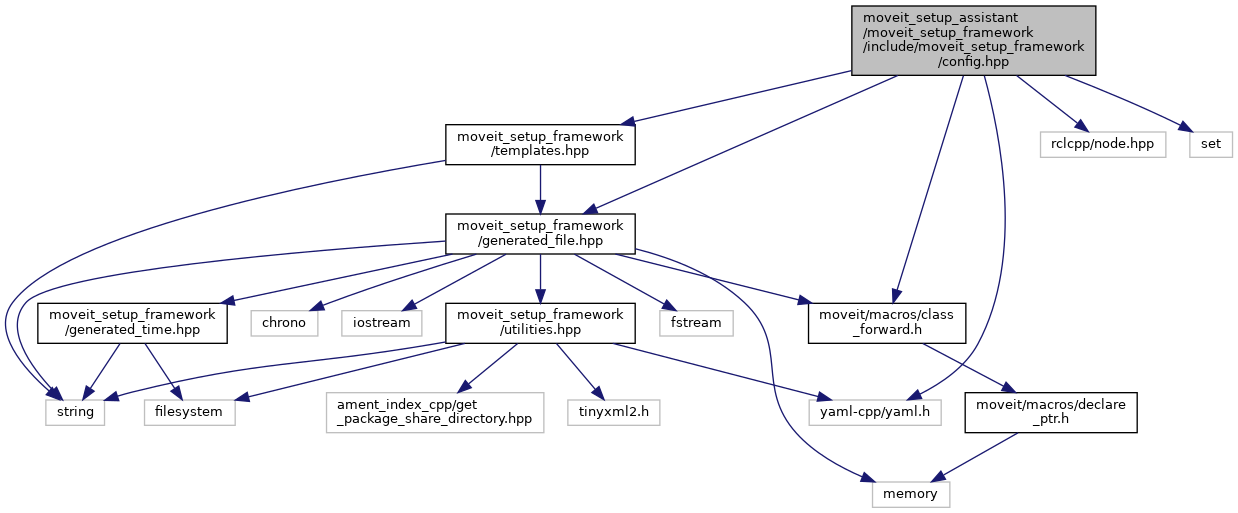 moveit_setup_assistant
/moveit_setup_framework
/include/moveit_setup_framework
/config.hpp
moveit_setup_framework
/templates.hpp
rclcpp/node.hpp
set
moveit_setup_framework
/generated_file.hpp
moveit_setup_framework
/generated_time.hpp
chrono
iostream
moveit_setup_framework
/utilities.hpp
fstream
moveit/macros/class
_forward.h
string
filesystem
ament_index_cpp/get
_package_share_directory.hpp
tinyxml2.h
yaml-cpp/yaml.h
moveit/macros/declare
_ptr.h
memory